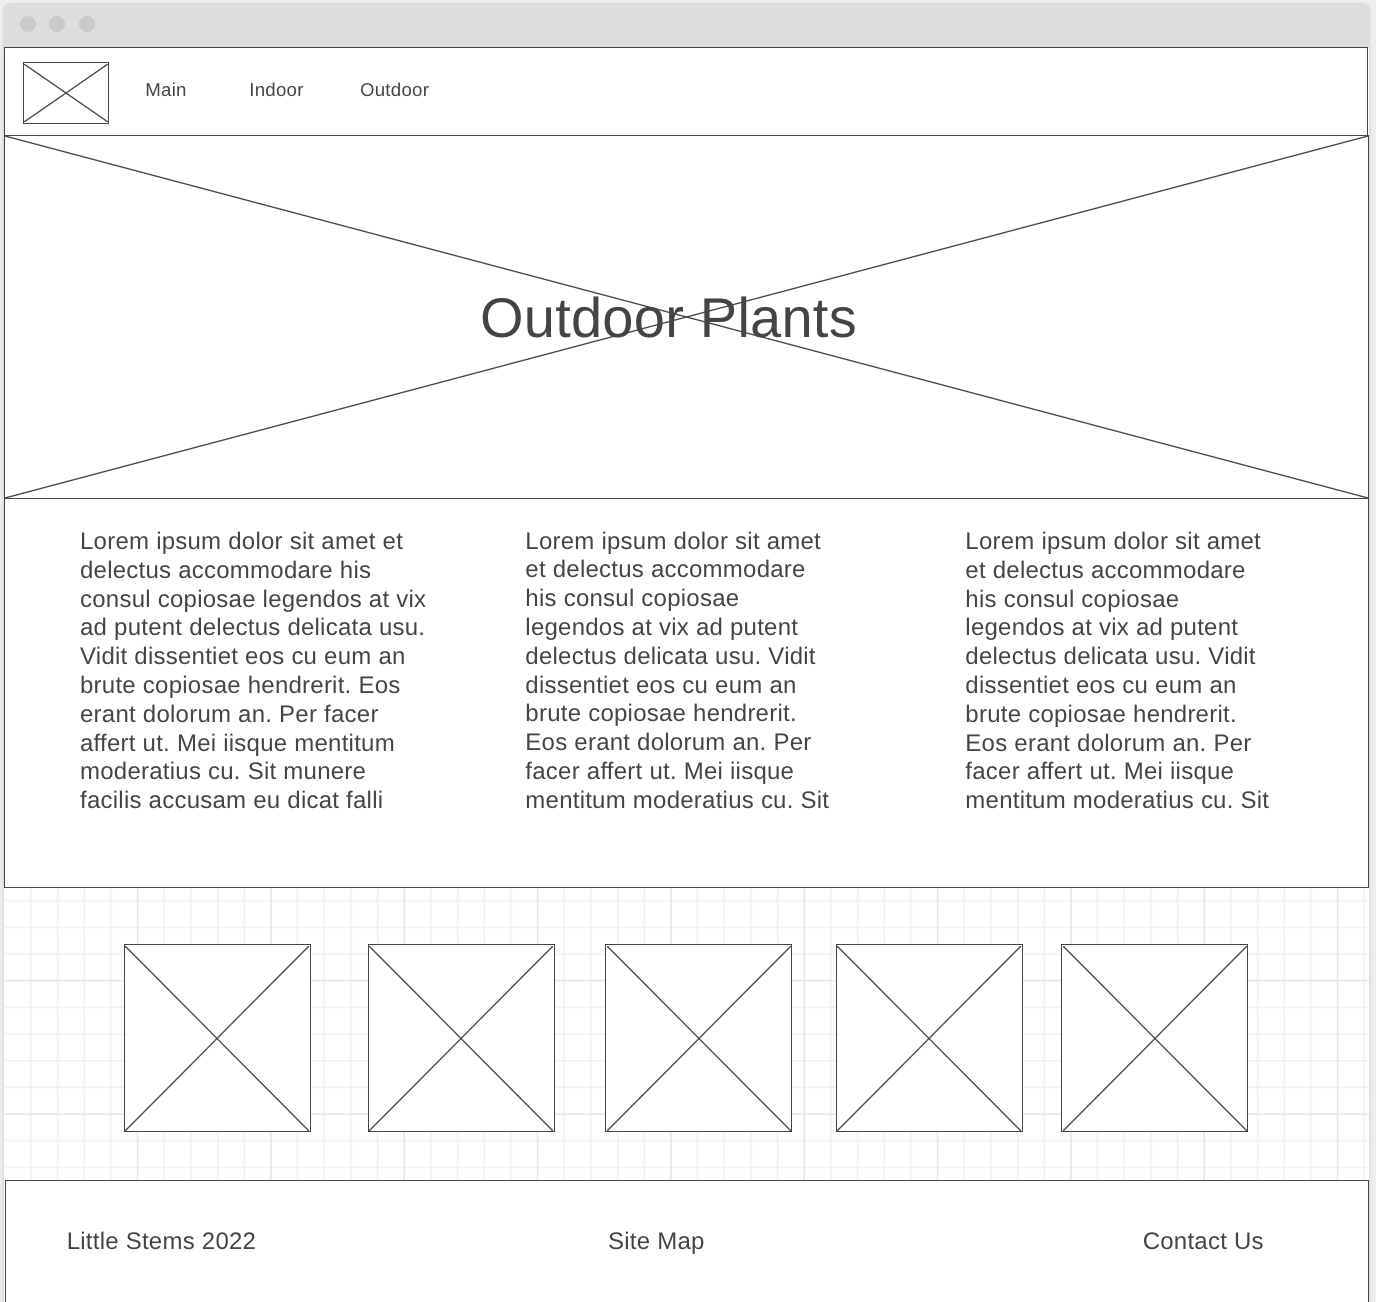 Main
Indoor
Outdoor
Outdoor Plants
Lorem ipsum dolor sit amet et
delectus accommodare his
consul copiosae legendos at vix
ad putent delectus delicata usu.
Vidit dissentiet eos cu eum an
brute copiosae hendrerit. Eos
erant dolorum an. Per facer
affert ut. Mei iisque mentitum
moderatius cu. Sit munere
facilis accusam eu dicat falli
Lorem ipsum dolor sit amet
et delectus accommodare
his consul copiosae
legendos at vix ad putent
delectus delicata usu. Vidit
dissentiet eos cu eum an
brute copiosae hendrerit.
Eos erant dolorum an. Per
facer affert ut. Mei iisque
mentitum moderatius cu. Sit
Lorem ipsum dolor sit amet
et delectus accommodare
his consul copiosae
legendos at vix ad putent
delectus delicata usu. Vidit
dissentiet eos cu eum an
brute copiosae hendrerit.
Eos erant dolorum an. Per
facer affert ut. Mei iisque
mentitum moderatius cu. Sit
Little Stems 2022
Site Map
Contact Us